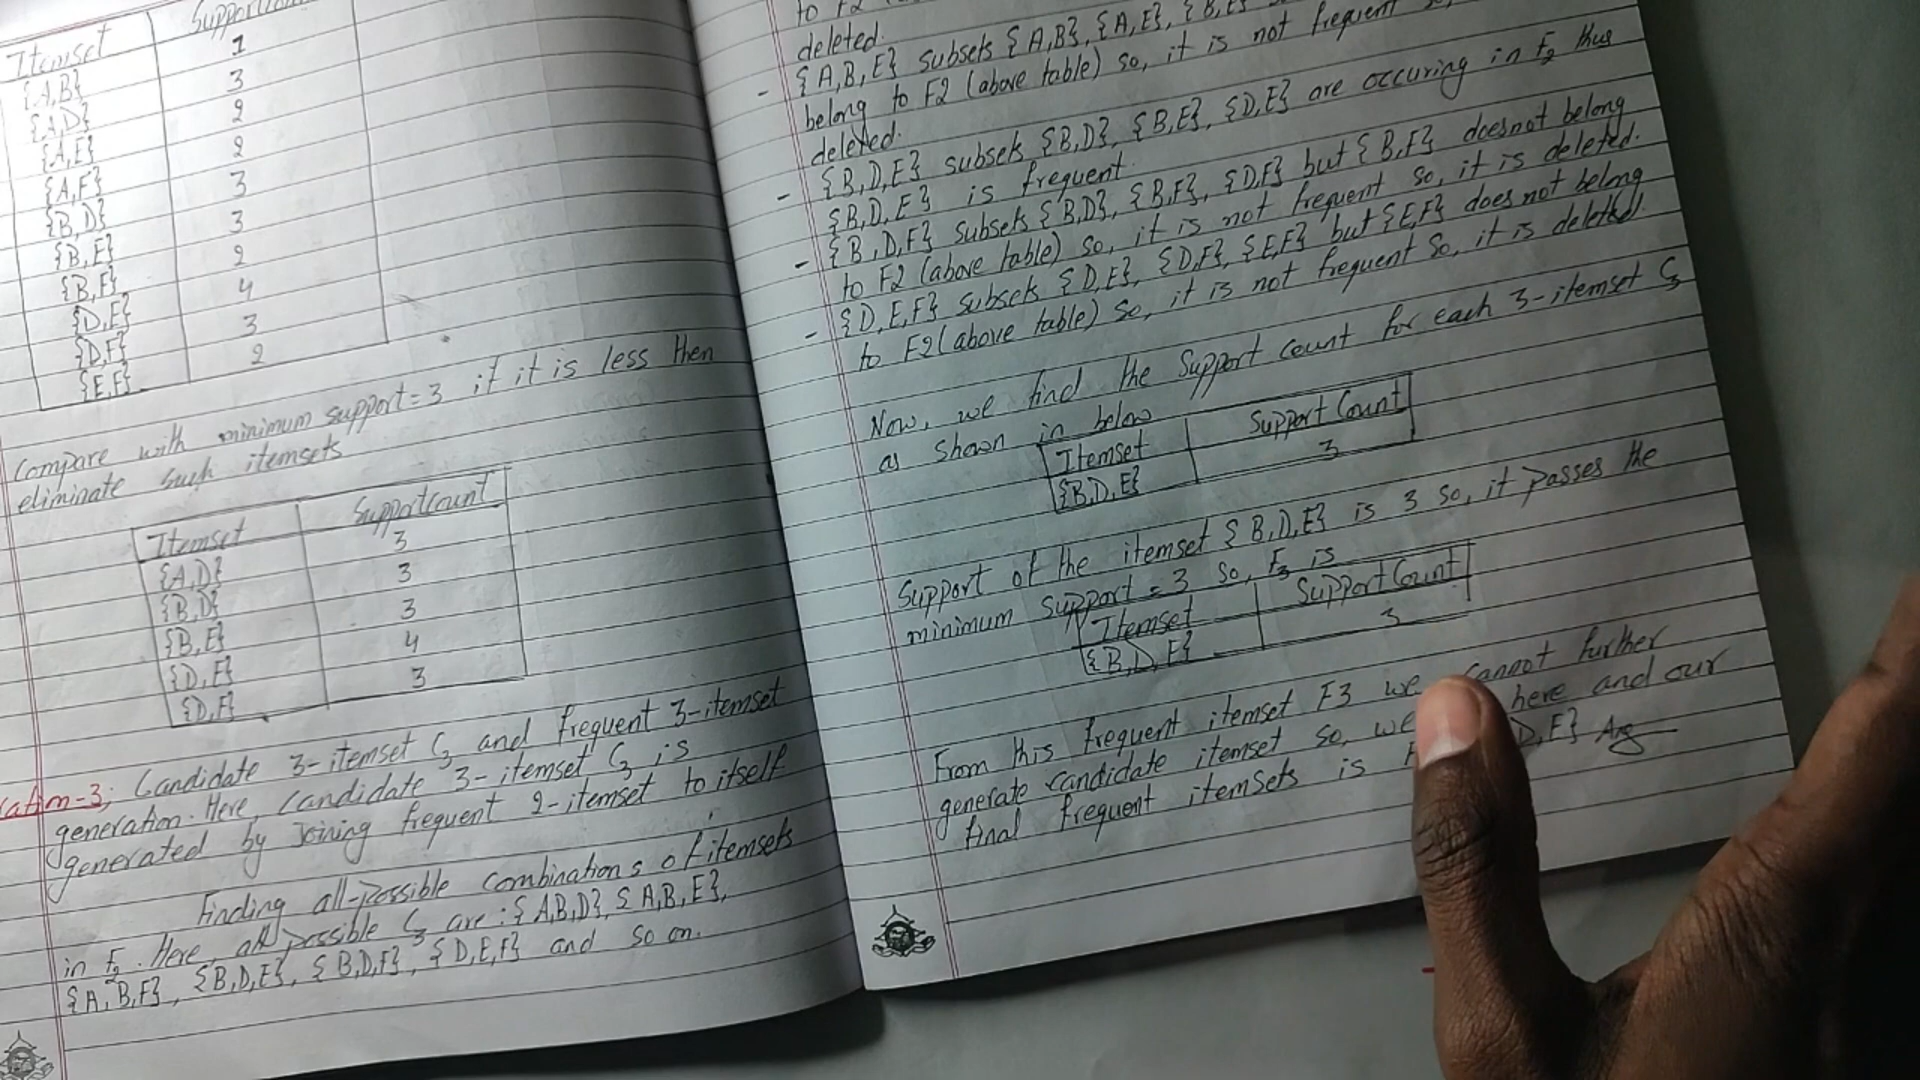 Itemset
1
{A,B} 3
{A,D} 2
{A,E} 2
{A,F} 3
{B,D} 3
{B,E} 2
{B,F} 4
{D,E} 3
{D,F} 2
{E,F}
Compare with minimum support = 3 if it is less then
eliminate such itemsets
Itemset Supportcount
{A,D} 3
{B,D} 3
{B,E} 3
4
{D,F} 3
Candidate 3-itemset C3 and frequent 3-itemset
generation. Here, Candidate 3-itemset C3 is
generated by Joining frequent 2-itemset to itself
Finding all-possible combinations of itemsets
in F2. Here, all possible C3 are: {A,B,D}, {A,B,E},
{A,B,F}, {B,D,E}, {B,D,F}, {D,E,F} and so on.
to F2
deleted.
- {A,B,E} subsets {A,B}, {A,E}, {B,E}
belong to F2 (above table) so, it is not frequent
deleted.
- {B,D,E} subsets {B,D}, {B,E}, {D,E} are occuring in F2 thus
{B,D,E} is frequent.
- {B,D,F} subsets {B,D}, {B,F}, {D,F} but {B,F} doesnot belong
to F2 (above table) so, it is not frequent so, it is deleted.
- {D,E,F} subsets {D,E}, {D,F}, {E,F} but {E,F} does not belong
to F2 (above table) so, it is not frequent so, it is deleted.
Now, we find the Support count for each 3-itemset C3
as shown in below
Itemset Support Count
{B,D,E} 3
Support of the itemset {B,D,E} is 3 so, it passes the
minimum support = 3 so, F3 is
Itemset Support Count
{B,D,E} 3
From this frequent itemset F3 we cannot further
generate candidate itemset so, we here and our
final frequent itemsets is